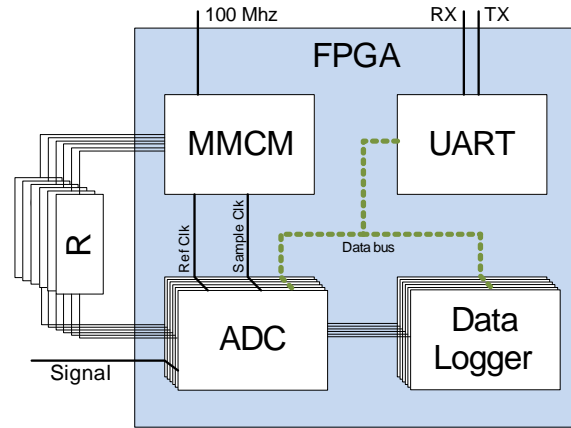 100 Mhz
RX TX
FPGA
MMCM
UART
R
Ref Clk
Sample Clk
Data bus
ADC
Data
Logger
Signal